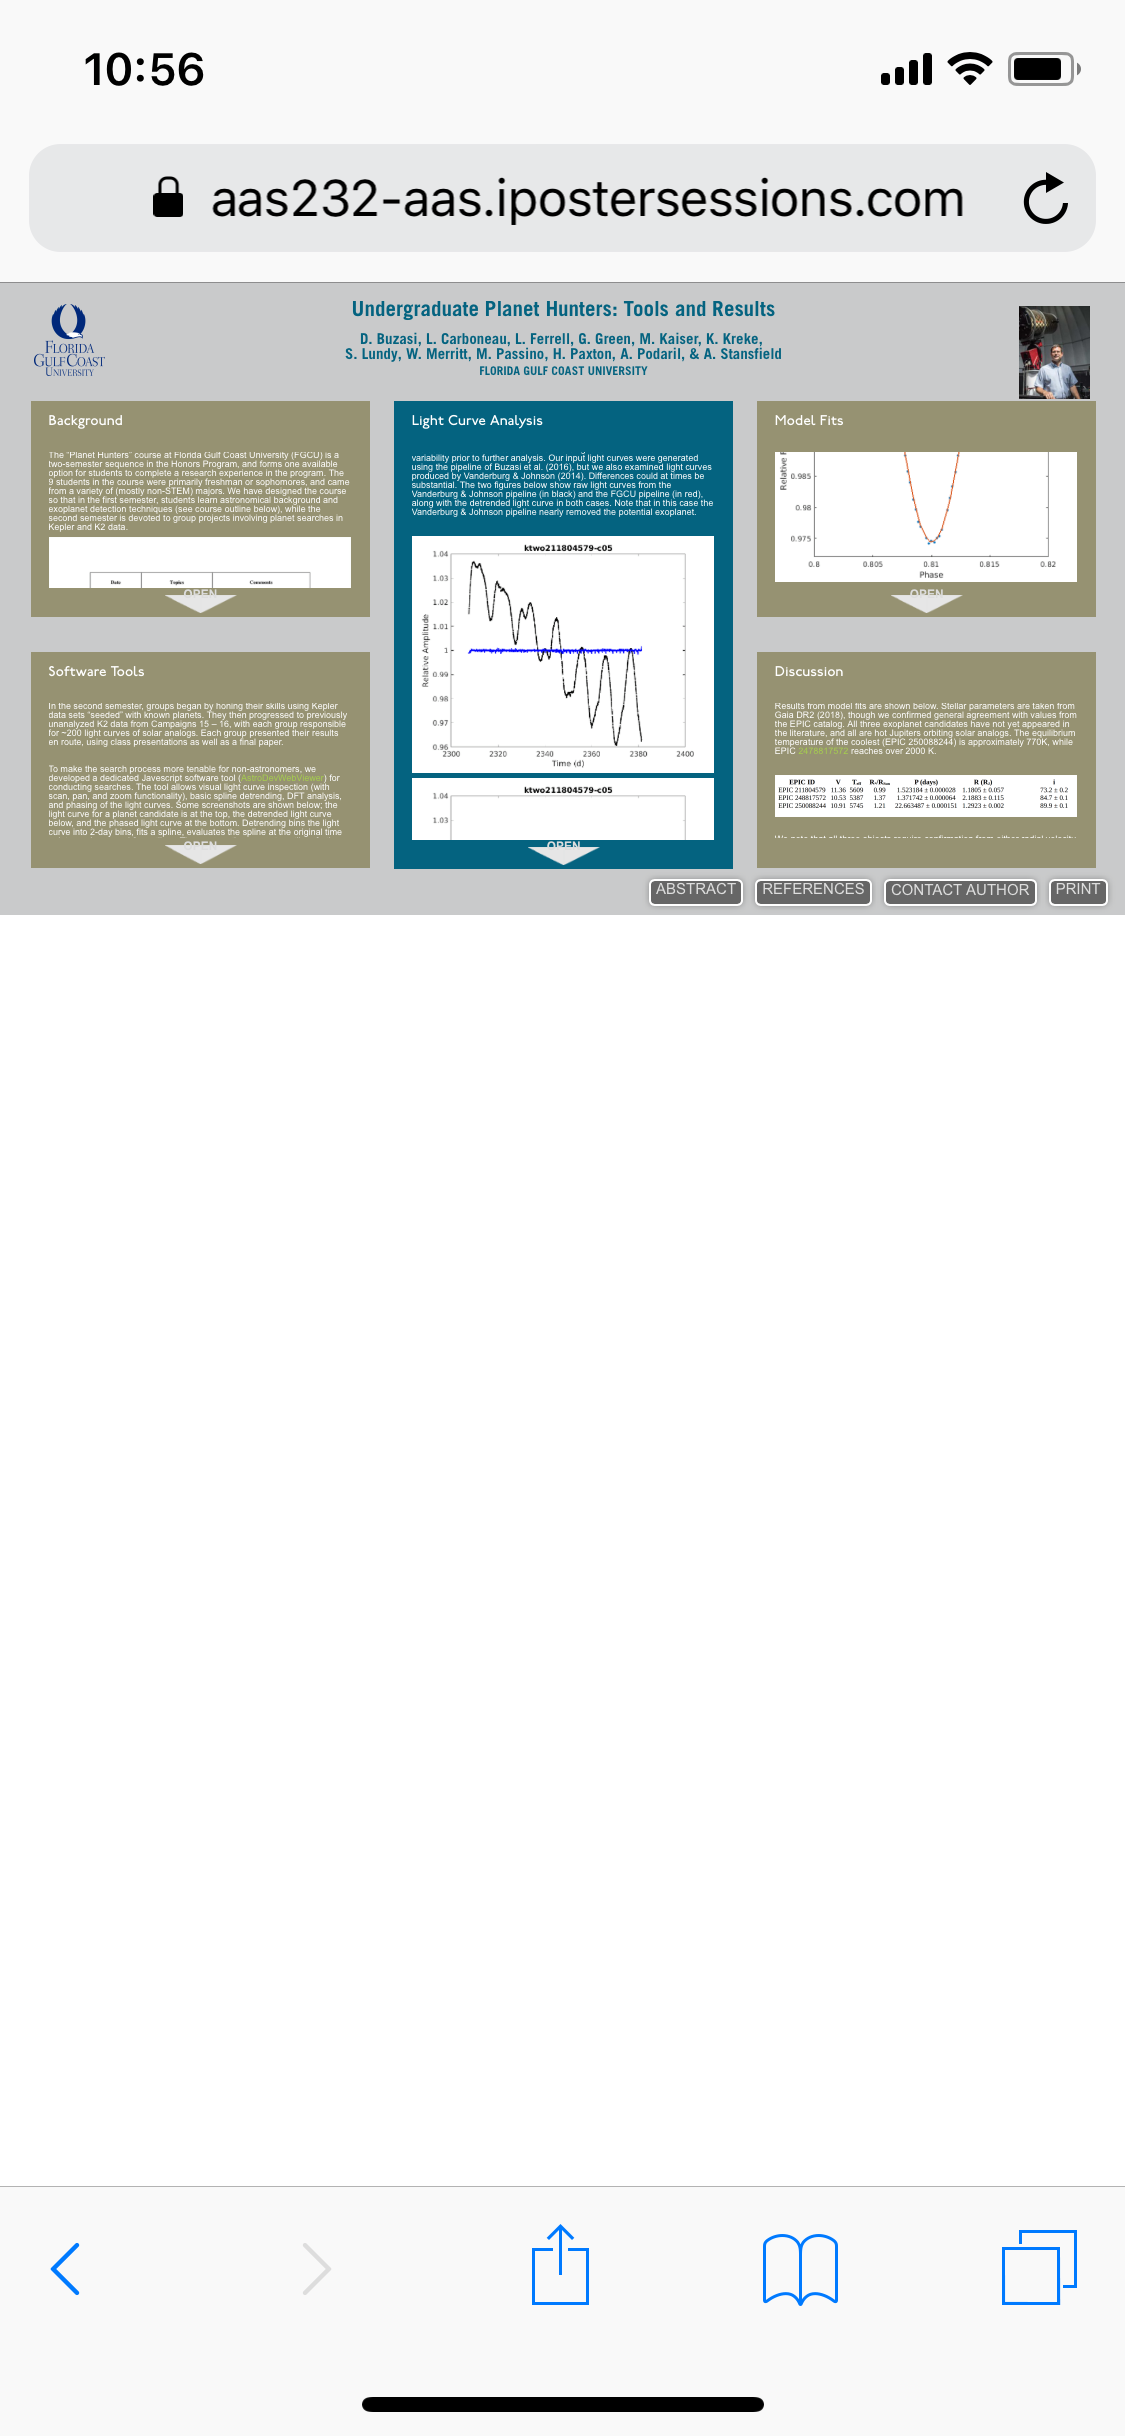 10:56
aas232-aas.ipostersessions.com
FLORIDA
GULF COAST
UNIVERSITY
Undergraduate Planet Hunters: Tools and Results
D. Buzasi, L. Carboneau, L. Ferrell, G. Green, M. Kaiser, K. Kreke,
S. Lundy, W. Merritt, M. Passino, H. Paxton, A. Podaril, & A. Stansfield
FLORIDA GULF COAST UNIVERSITY
Background
The "Planet Hunters" course at Florida Gulf Coast University (FGCU) is a
two-semester sequence in the Honors Program, and forms one available
option for students to complete a research experience in the program. The
9 students in the course were primarily freshman or sophomores, and came
from a variety of (mostly non-STEM) majors. We have designed the course
so that in the first semester, students learn astronomical background and
exoplanet detection techniques (see course outline below), while the
second semester is devoted to group projects involving planet searches in
Kepler and K2 data.
Date Topics Comments
OPEN
Software Tools
In the second semester, groups began by honing their skills using Kepler
data sets "seeded" with known planets. They then progressed to previously
unanalyzed K2 data from Campaigns 15 – 16, with each group responsible
for ~200 light curves of solar analogs. Each group presented their results
en route, using class presentations as well as a final paper.
To make the search process more tenable for non-astronomers, we
developed a dedicated Javescript software tool (AstroDevWebViewer) for
conducting searches. The tool allows visual light curve inspection (with
scan, pan, and zoom functionality), basic spline detrending, DFT analysis,
and phasing of the light curves. Some screenshots are shown below; the
light curve for a planet candidate is at the top, the detrended light curve
below, and the phased light curve at the bottom. Detrending bins the light
curve into 2-day bins, fits a spline, evaluates the spline at the original time
OPEN
Light Curve Analysis
variability prior to further analysis. Our input light curves were generated
using the pipeline of Buzasi et al. (2016), but we also examined light curves
produced by Vanderburg & Johnson (2014). Differences could at times be
substantial. The two figures below show raw light curves from the
Vanderburg & Johnson pipeline (in black) and the FGCU pipeline (in red),
along with the detrended light curve in both cases. Note that in this case the
Vanderburg & Johnson pipeline nearly removed the potential exoplanet.
ktwo211804579-c05
1.04
1.03
1.02
1.01
1
0.99
0.98
0.97
0.96
Relative Amplitude
2300 2320 2340 2360 2380 2400
Time (d)
ktwo211804579-c05
1.04
1.03
OPEN
Model Fits
Relative F
0.985
0.98
0.975
0.8 0.805 0.81 0.815 0.82
Phase
OPEN
Discussion
Results from model fits are shown below. Stellar parameters are taken from
Gaia DR2 (2018), though we confirmed general agreement with values from
the EPIC catalog. All three exoplanet candidates have not yet appeared in
the literature, and all are hot Jupiters orbiting solar analogs. The equilibrium
temperature of the coolest (EPIC 250088244) is approximately 770K, while
EPIC 2478817572 reaches over 2000 K.
EPIC ID V T P (days) i
EPIC 211804579 11.36 5609 0.99 1.523184 ± 0.000028 1.1805 ± 0.057 73.2 ± 0.2
EPIC 248817572 10.53 5387 1.37 1.371742 ± 0.000064 2.1883 ± 0.115 84.7 ± 0.1
EPIC 250088244 10.91 5745 1.21 22.663487 ± 0.000151 1.2923 ± 0.002 89.9 ± 0.1
ABSTRACT REFERENCES CONTACT AUTHOR PRINT